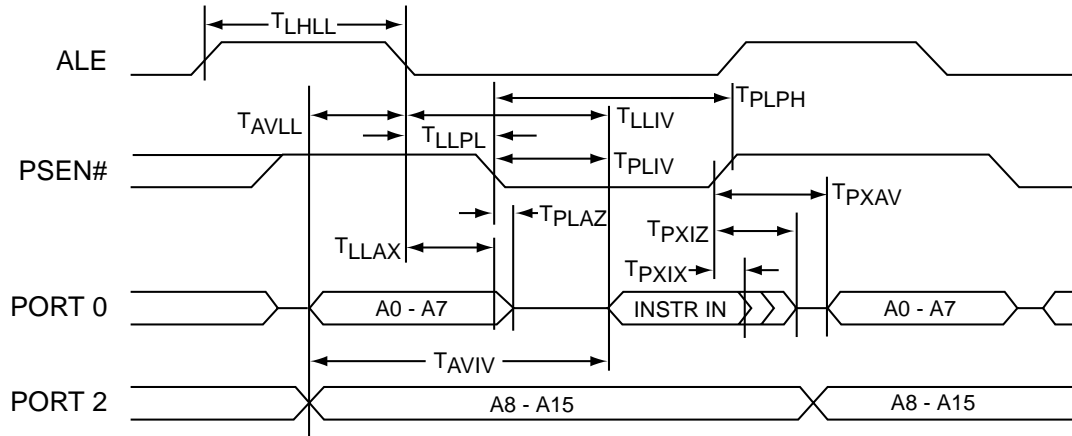 TLHLL
ALE
TPLPH
TAVLL
TLLIV
TLLPL
TPLIV
PSEN#
TPXAV
TPLAZ
TPXIZ
TLLAX
TPXIX
PORT 0
A0 - A7
INSTR IN
A0 - A7
TAVIV
PORT 2
A8 - A15
A8 - A15